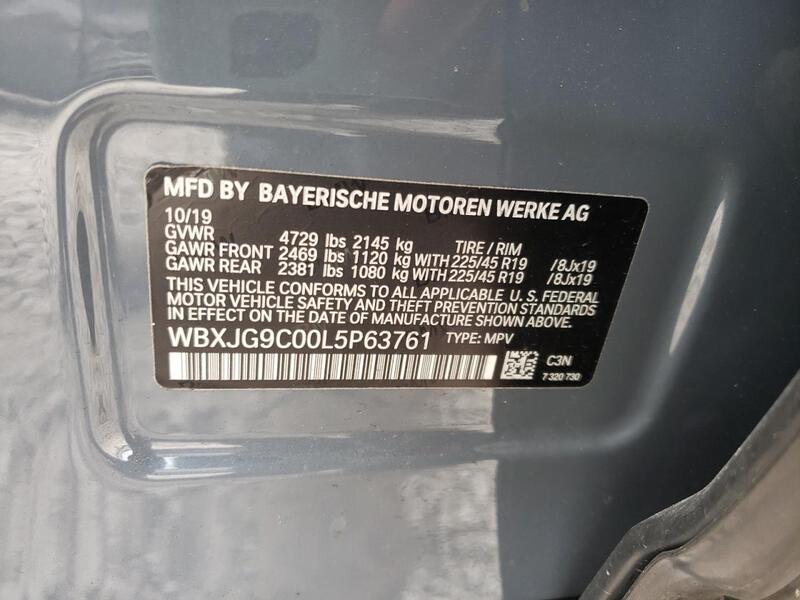 MFD BY BAYERISCHE MOTOREN WERKE AG
10/19
GVWR 4729 lbs 2145 kg TIRE / RIM
GAWR FRONT 2469 lbs 1120 kg WITH 225/45 R19 /8Jx19
GAWR REAR 2381 lbs 1080 kg WITH 225/45 R19 /8Jx19
THIS VEHICLE CONFORMS TO ALL APPLICABLE U. S. FEDERAL
MOTOR VEHICLE SAFETY AND THEFT PREVENTION STANDARDS
IN EFFECT ON THE DATE OF MANUFACTURE SHOWN ABOVE.
WBXJG9C00L5P63761 TYPE: MPV
C3N
7 320 730